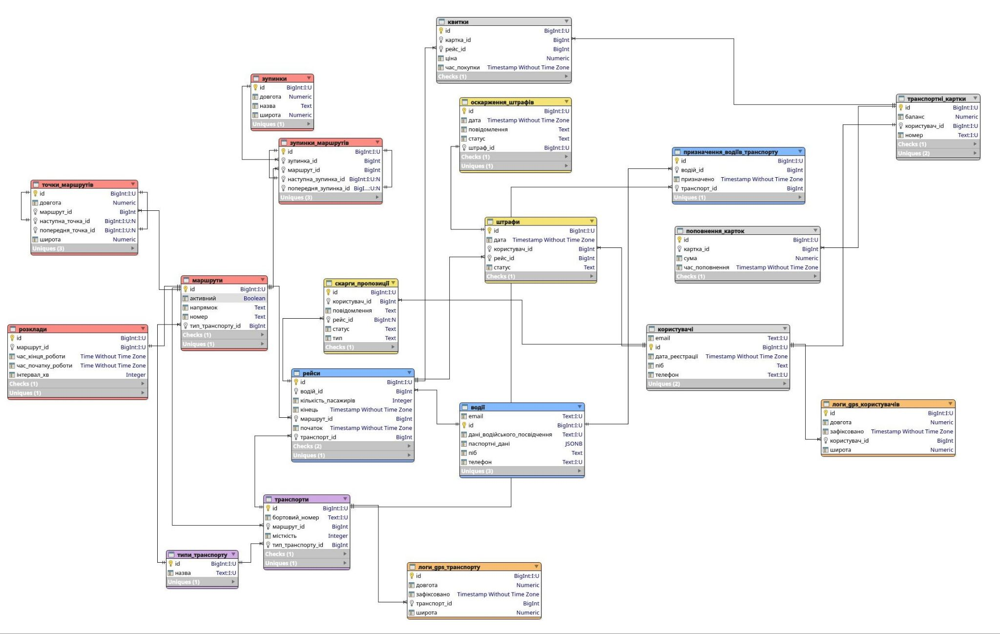 квитки
id BigInt:I:U
картка_id BigInt
рейс_id BigInt
ціна Numeric
час_покупки Timestamp Without Time Zone
Checks (1)
зупинки
id BigInt:I:U
довгота Numeric
назва Text
широта Numeric
Uniques (1)
оскарження_штрафів
id BigInt:I:U
дата Timestamp Without Time Zone
повідомлення Text
статус Text
штраф_id BigInt:I:U
Checks (1)
Uniques (1)
транспортні_картки
id BigInt:I:U
баланс Numeric
користувач_id BigInt:I:U
номер Text:I:U
Checks (1)
Uniques (2)
зупинки_маршрутів
id BigInt:I:U
зупинка_id BigInt
маршрут_id BigInt
наступна_зупинка_id BigInt:I:U:N
попередня_зупинка_id BigI...:U:N
Uniques (3)
призначення_водіїв_транспорту
id BigInt:I:U
водій_id BigInt
призначено Timestamp Without Time Zone
транспорт_id BigInt
Uniques (1)
точки_маршрутів
id BigInt:I:U
довгота Numeric
маршрут_id BigInt
наступна_точка_id BigInt:I:U:N
попередня_точка_id BigInt:I:U:N
широта Numeric
Uniques (3)
штрафи
id BigInt:I:U
дата Timestamp Without Time Zone
користувач_id BigInt
рейс_id BigInt
статус Text
Checks (1)
поповнення_карток
id BigInt:I:U
картка_id BigInt
сума Numeric
час_поповнення Timestamp Without Time Zone
Checks (1)
маршрути
id BigInt:I:U
активний Boolean
напрямок Text
номер Text
тип_транспорту_id BigInt
Checks (1)
Uniques (1)
скарги_пропозиції
id BigInt:I:U
користувач_id BigInt
повідомлення Text
рейс_id BigInt:N
статус Text
тип Text
Checks (1)
розклади
id BigInt:I:U
маршрут_id BigInt:I:U
час_кінця_роботи Time Without Time Zone
час_початку_роботи Time Without Time Zone
інтервал_хв Integer
Checks (1)
Uniques (1)
користувачі
email Text:I:U
id BigInt:I:U
дата_реєстрації Timestamp Without Time Zone
піб Text
телефон Text:I:U
Uniques (2)
рейси
id BigInt:I:U
водій_id BigInt
кількість_пасажирів Integer
кінець Timestamp Without Time Zone
маршрут_id BigInt
початок Timestamp Without Time Zone
транспорт_id BigInt
Checks (2)
Uniques (1)
водії
email Text:I:U
id BigInt:I:U
дані_водійського_посвідчення Text:I:U
паспортні_дані JSONB
піб Text
телефон Text:I:U
Uniques (3)
логи_gps_користувачів
id BigInt:I:U
довгота Numeric
зафіксовано Timestamp Without Time Zone
користувач_id BigInt
широта Numeric
транспорти
id BigInt:I:U
бортовий_номер Text:I:U
маршрут_id BigInt
місткість Integer
тип_транспорту_id BigInt
Checks (1)
Uniques (1)
типи_транспорту
id BigInt:I:U
назва Text:I:U
Uniques (1)
логи_gps_транспорту
id BigInt:I:U
довгота Numeric
зафіксовано Timestamp Without Time Zone
транспорт_id BigInt
широта Numeric